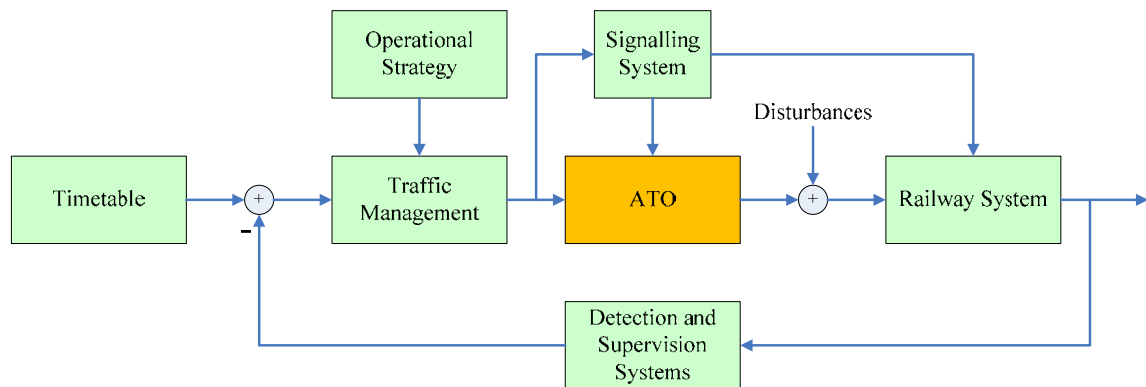 Operational
Strategy
Signalling
System
Disturbances
Timetable
+
-
Traffic
Management
ATO
+
Railway System
Detection and
Supervision
Systems